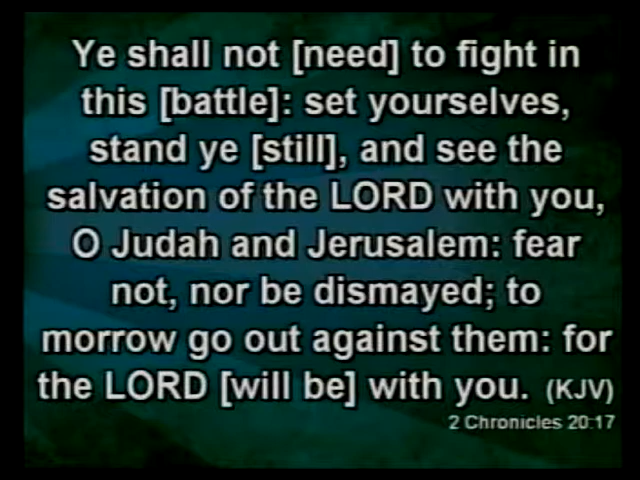 Ye shall not [need] to fight in
this [battle]: set yourselves,
stand ye [still], and see the
salvation of the LORD with you,
O Judah and Jerusalem: fear
not, nor be dismayed; to
morrow go out against them: for
the LORD [will be] with you. (KJV)
2 Chronicles 20:17